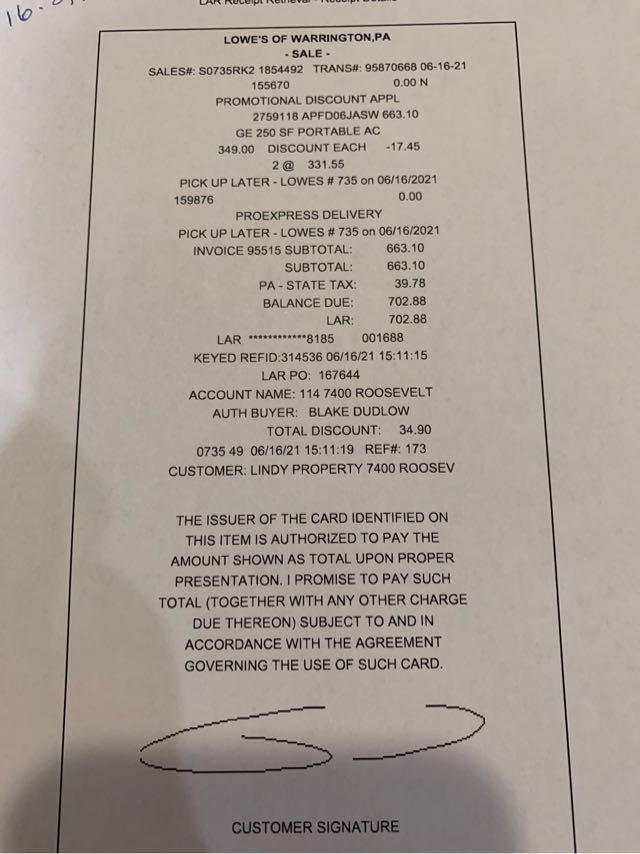 16.
LAR Receipt Retrieval - Receipt Details
LOWE'S OF WARRINGTON,PA
- SALE -
SALES#: S0735RK2 1854492 TRANS#: 95870668 06-16-21
155670 0.00 N
PROMOTIONAL DISCOUNT APPL
2759118 APFD06JASW 663.10
GE 250 SF PORTABLE AC
349.00 DISCOUNT EACH -17.45
2 @ 331.55
PICK UP LATER - LOWES # 735 on 06/16/2021
159876 0.00
PROEXPRESS DELIVERY
PICK UP LATER - LOWES # 735 on 06/16/2021
INVOICE 95515 SUBTOTAL: 663.10
SUBTOTAL: 663.10
PA - STATE TAX: 39.78
BALANCE DUE: 702.88
LAR: 702.88
LAR ************8185 001688
KEYED REFID:314536 06/16/21 15:11:15
LAR PO: 167644
ACCOUNT NAME: 114 7400 ROOSEVELT
AUTH BUYER: BLAKE DUDLOW
TOTAL DISCOUNT: 34.90
0735 49 06/16/21 15:11:19 REF#: 173
CUSTOMER: LINDY PROPERTY 7400 ROOSEV
THE ISSUER OF THE CARD IDENTIFIED ON
THIS ITEM IS AUTHORIZED TO PAY THE
AMOUNT SHOWN AS TOTAL UPON PROPER
PRESENTATION. I PROMISE TO PAY SUCH
TOTAL (TOGETHER WITH ANY OTHER CHARGE
DUE THEREON) SUBJECT TO AND IN
ACCORDANCE WITH THE AGREEMENT
GOVERNING THE USE OF SUCH CARD.
CUSTOMER SIGNATURE